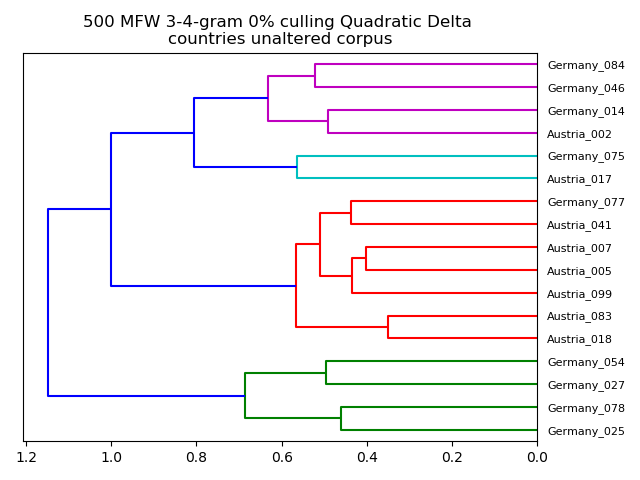 500 MFW 3-4-gram 0% culling Quadratic Delta
countries unaltered corpus
Germany_084
Germany_046
Germany_014
Austria_002
Germany_075
Austria_017
Germany_077
Austria_041
Austria_007
Austria_005
Austria_099
Austria_083
Austria_018
Germany_054
Germany_027
Germany_078
Germany_025
1.2 1.0 0.8 0.6 0.4 0.2 0.0